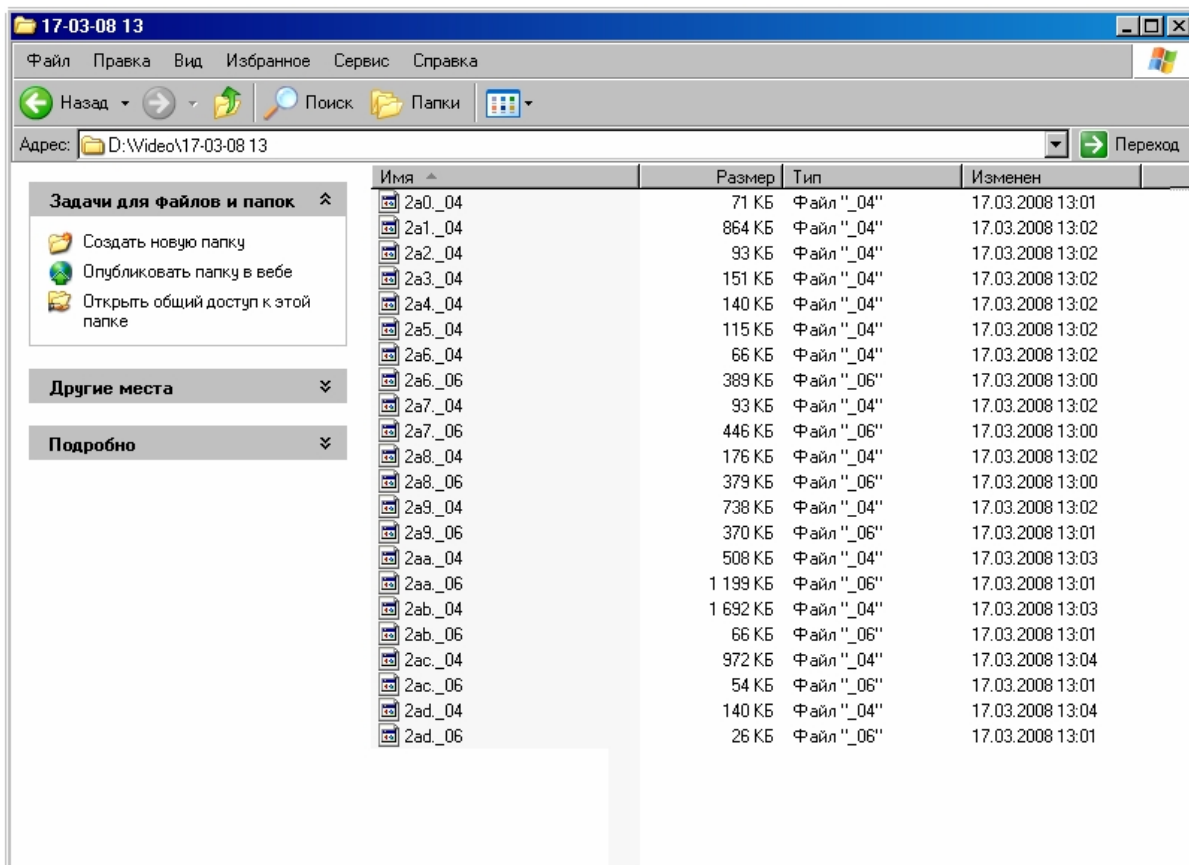 17-03-08 13
Файл Правка Вид Избранное Сервис Справка
Назад Поиск Папки
Адрес: D:\Video\17-03-08 13 Переход
Задачи для файлов и папок
Создать новую папку
Опубликовать папку в вебе
Открыть общий доступ к этой
папке
Другие места
Подробно
Имя Размер Тип Изменен
2a0._04 71 КБ Файл "_04" 17.03.2008 13:01
2a1._04 864 КБ Файл "_04" 17.03.2008 13:02
2a2._04 93 КБ Файл "_04" 17.03.2008 13:02
2a3._04 151 КБ Файл "_04" 17.03.2008 13:02
2a4._04 140 КБ Файл "_04" 17.03.2008 13:02
2a5._04 115 КБ Файл "_04" 17.03.2008 13:02
2a6._04 66 КБ Файл "_04" 17.03.2008 13:02
2a6._06 389 КБ Файл "_06" 17.03.2008 13:00
2a7._04 93 КБ Файл "_04" 17.03.2008 13:02
2a7._06 446 КБ Файл "_06" 17.03.2008 13:00
2a8._04 176 КБ Файл "_04" 17.03.2008 13:02
2a8._06 379 КБ Файл "_06" 17.03.2008 13:00
2a9._04 738 КБ Файл "_04" 17.03.2008 13:02
2a9._06 370 КБ Файл "_06" 17.03.2008 13:01
2aa._04 508 КБ Файл "_04" 17.03.2008 13:03
2aa._06 1 199 КБ Файл "_06" 17.03.2008 13:01
2ab._04 1 692 КБ Файл "_04" 17.03.2008 13:03
2ab._06 66 КБ Файл "_06" 17.03.2008 13:01
2ac._04 972 КБ Файл "_04" 17.03.2008 13:04
2ac._06 54 КБ Файл "_06" 17.03.2008 13:01
2ad._04 140 КБ Файл "_04" 17.03.2008 13:04
2ad._06 26 КБ Файл "_06" 17.03.2008 13:01